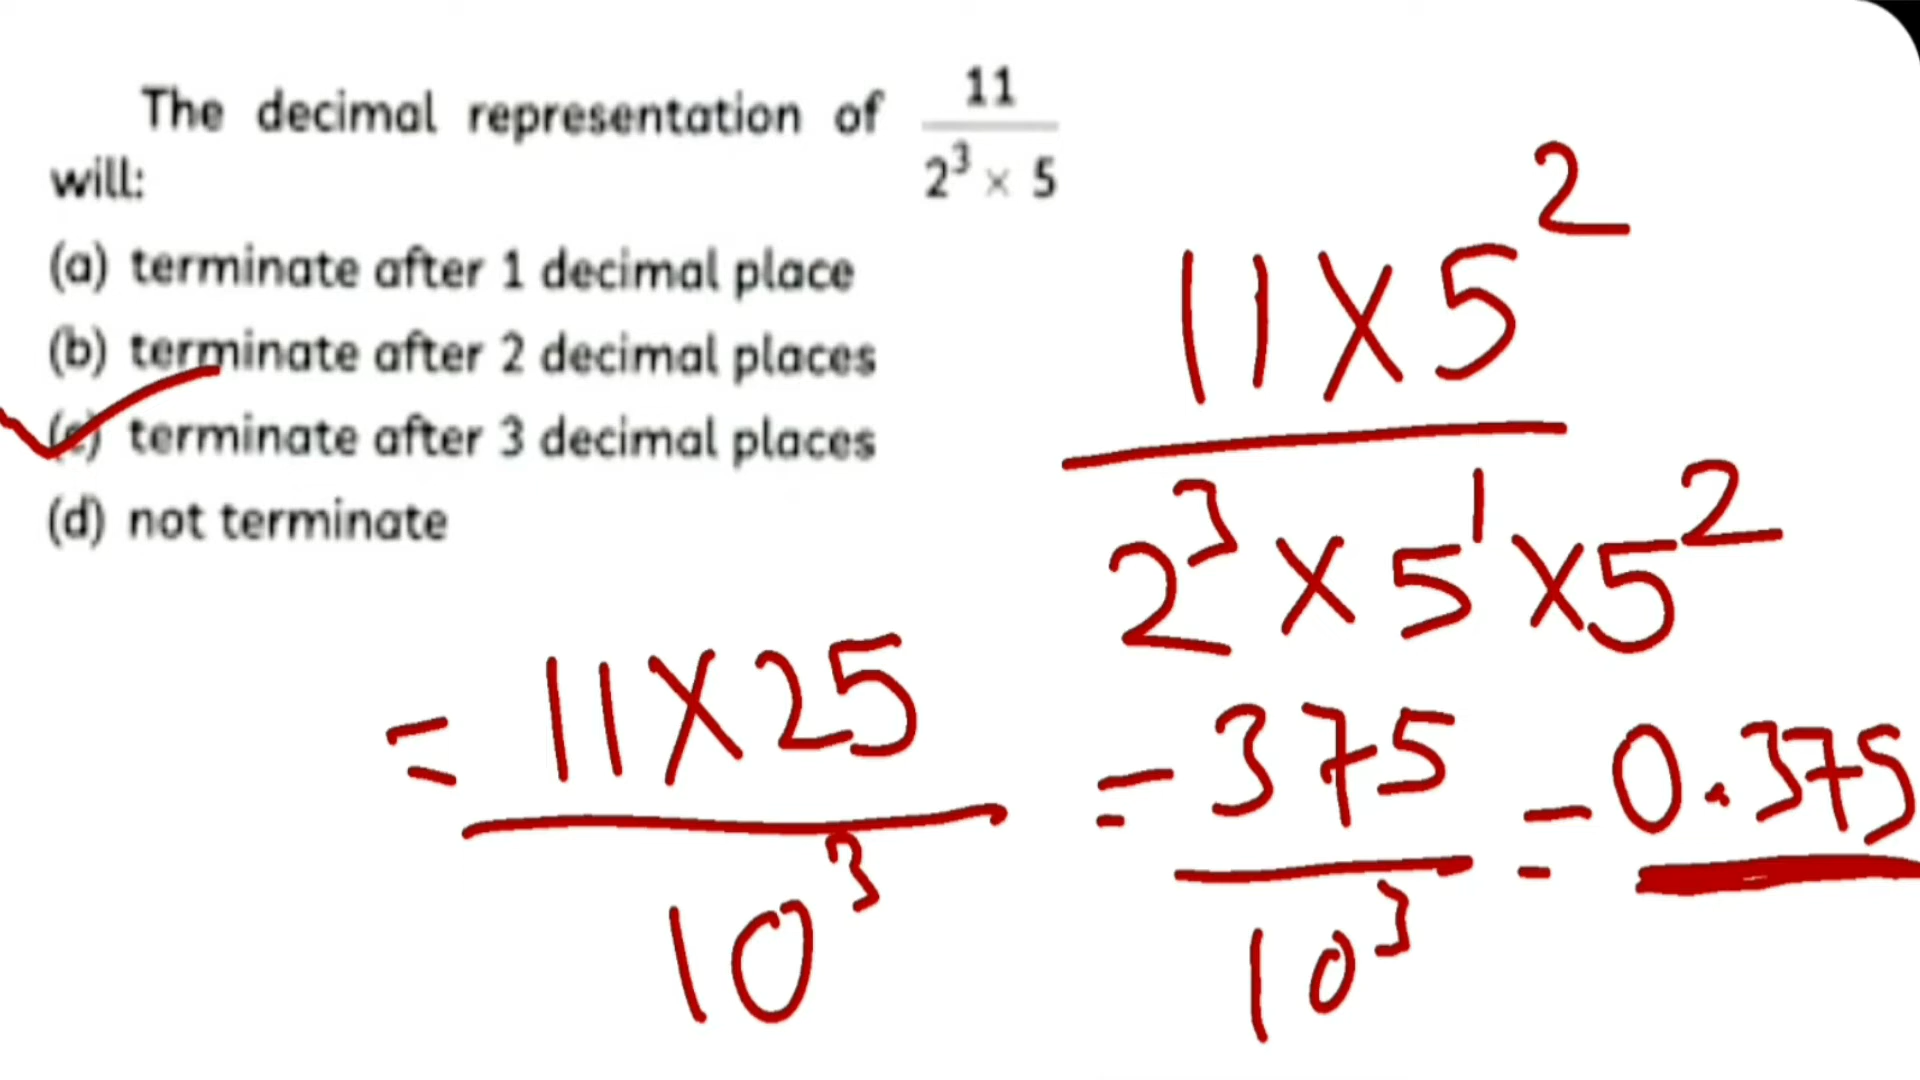 The decimal representation of 11 / 2³ × 5
will:
(a) terminate after 1 decimal place
(b) terminate after 2 decimal places
(c) terminate after 3 decimal places
(d) not terminate
11 × 5² / 2³ × 5¹ × 5²
= 11 × 25 / 10³ = 375 / 10³ = 0.375